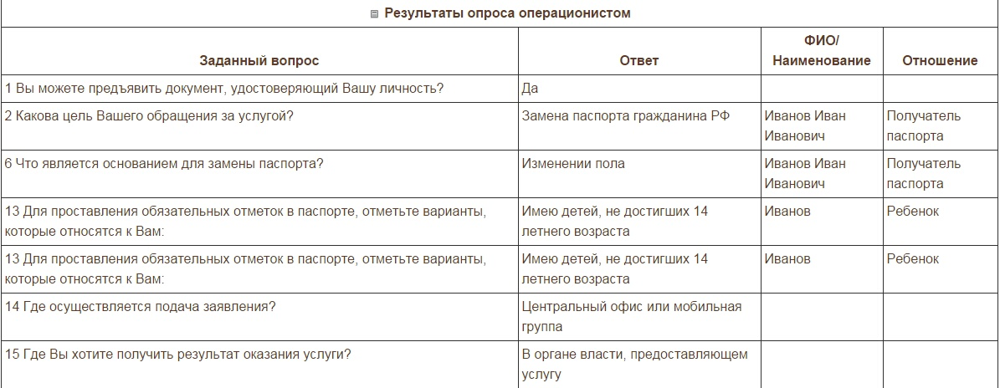 Результаты опроса операционистом
ФИО/
Заданный вопрос Ответ Наименование Отношение
1 Вы можете предъявить документ, удостоверяющий Вашу личность? Да
2 Какова цель Вашего обращения за услугой? Замена паспорта гражданина РФ Иванов Иван Получатель
Иванович паспорта
6 Что является основанием для замены паспорта? Изменении пола Иванов Иван Получатель
Иванович паспорта
13 Для проставления обязательных отметок в паспорте, отметьте варианты, Имею детей, не достигших 14 Иванов Ребенок
которые относятся к Вам: летнего возраста
13 Для проставления обязательных отметок в паспорте, отметьте варианты, Имею детей, не достигших 14 Иванов Ребенок
которые относятся к Вам: летнего возраста
14 Где осуществляется подача заявления? Центральный офис или мобильная
группа
15 Где Вы хотите получить результат оказания услуги? В органе власти, предоставляющем
услугу